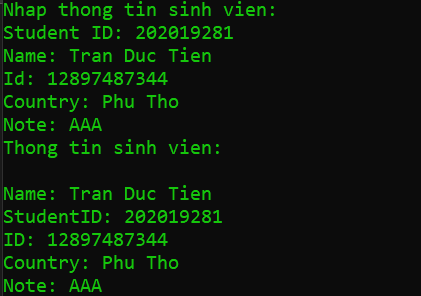 Nhap thong tin sinh vien:
Student ID: 202019281
Name: Tran Duc Tien
Id: 12897487344
Country: Phu Tho
Note: AAA
Thong tin sinh vien:
Name: Tran Duc Tien
StudentID: 202019281
ID: 12897487344
Country: Phu Tho
Note: AAA